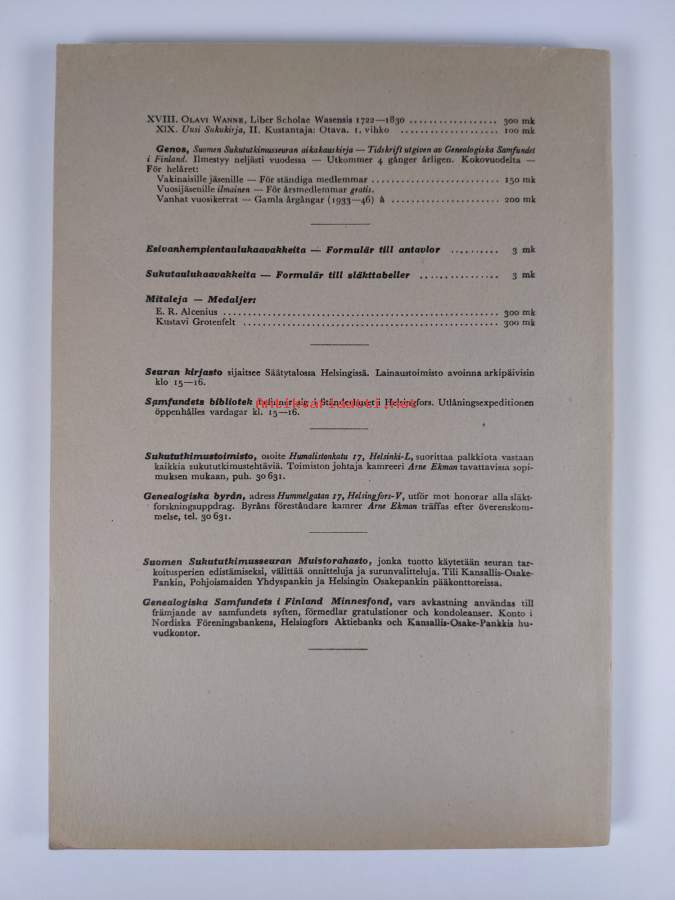 XVIII. OLAVI WANNE, Liber Scholae Wasensis 1722—1830 ................. 300 mk
XIX. Uusi Sukukirja, II. Kustantaja: Otava. 1. vihko ................. 100 mk
Genos, Suomen Sukututkimusseuran aikakauskirja — Tidskrift utgiven av Genealogiska Samfundet
i Finland. Ilmestyy neljästi vuodessa — Utkommer 4 gånger årligen. Kokovuodelta —
För helåret:
Vakinaisille jäsenille — För ständiga medlemmar ......................... 150 mk
Vuosijäsenille ilmainen — För årsmedlemmar gratis.
Vanhat vuosikerrat — Gamla årgångar (1933—46) à ..................... 200 mk
Esivanhempientaulukaavakkeita — Formulär till antavlor .......... 3 mk
Sukutaulukaavakkeita — Formulär till släkttabeller ................ 3 mk
Mitaleja — Medaljer:
E. R. Alcenius ..................................................... 300 mk
Kustavi Grotenfelt ................................................. 300 mk
Seuran kirjasto sijaitsee Säätytalossa Helsingissä. Lainaustoimisto avoinna arkipäivisin
klo 15—16.
Samfundets bibliotek befinner sig i Ständerhuset i Helsingfors. Utlåningsexpeditionen
öppenhålles vardagar kl. 15—16.
Antikvariaatti.net
Sukututkimustoimisto, osoite Humalistonkatu 17, Helsinki-L, suorittaa palkkiota vastaan
kaikkia sukututkimustehtäviä. Toimiston johtaja kamreeri Arne Ekman tavattavissa sopi-
muksen mukaan, puh. 30 631.
Genealogiska byrån, adress Hummelgatan 17, Helsingfors-V, utför mot honorar alla släkt-
forskningsuppdrag. Byråns föreståndare kamrer Arne Ekman träffas efter överenskom-
melse, tel. 30 631.
Suomen Sukututkimusseuran Muistorahasto, jonka tuotto käytetään seuran tar-
koitusperien edistämiseksi, välittää onnitteluja ja surunvalitteluja. Tili Kansallis-Osake-
Pankin, Pohjoismaiden Yhdyspankin ja Helsingin Osakepankin pääkonttoreissa.
Genealogiska Samfundets i Finland Minnesfond, vars avkastning användas till
främjande av samfundets syften, förmedlar gratulationer och kondoleanser. Konto i
Nordiska Föreningsbankens, Helsingfors Aktiebanks och Kansallis-Osake-Pankkis hu-
vudkontor.